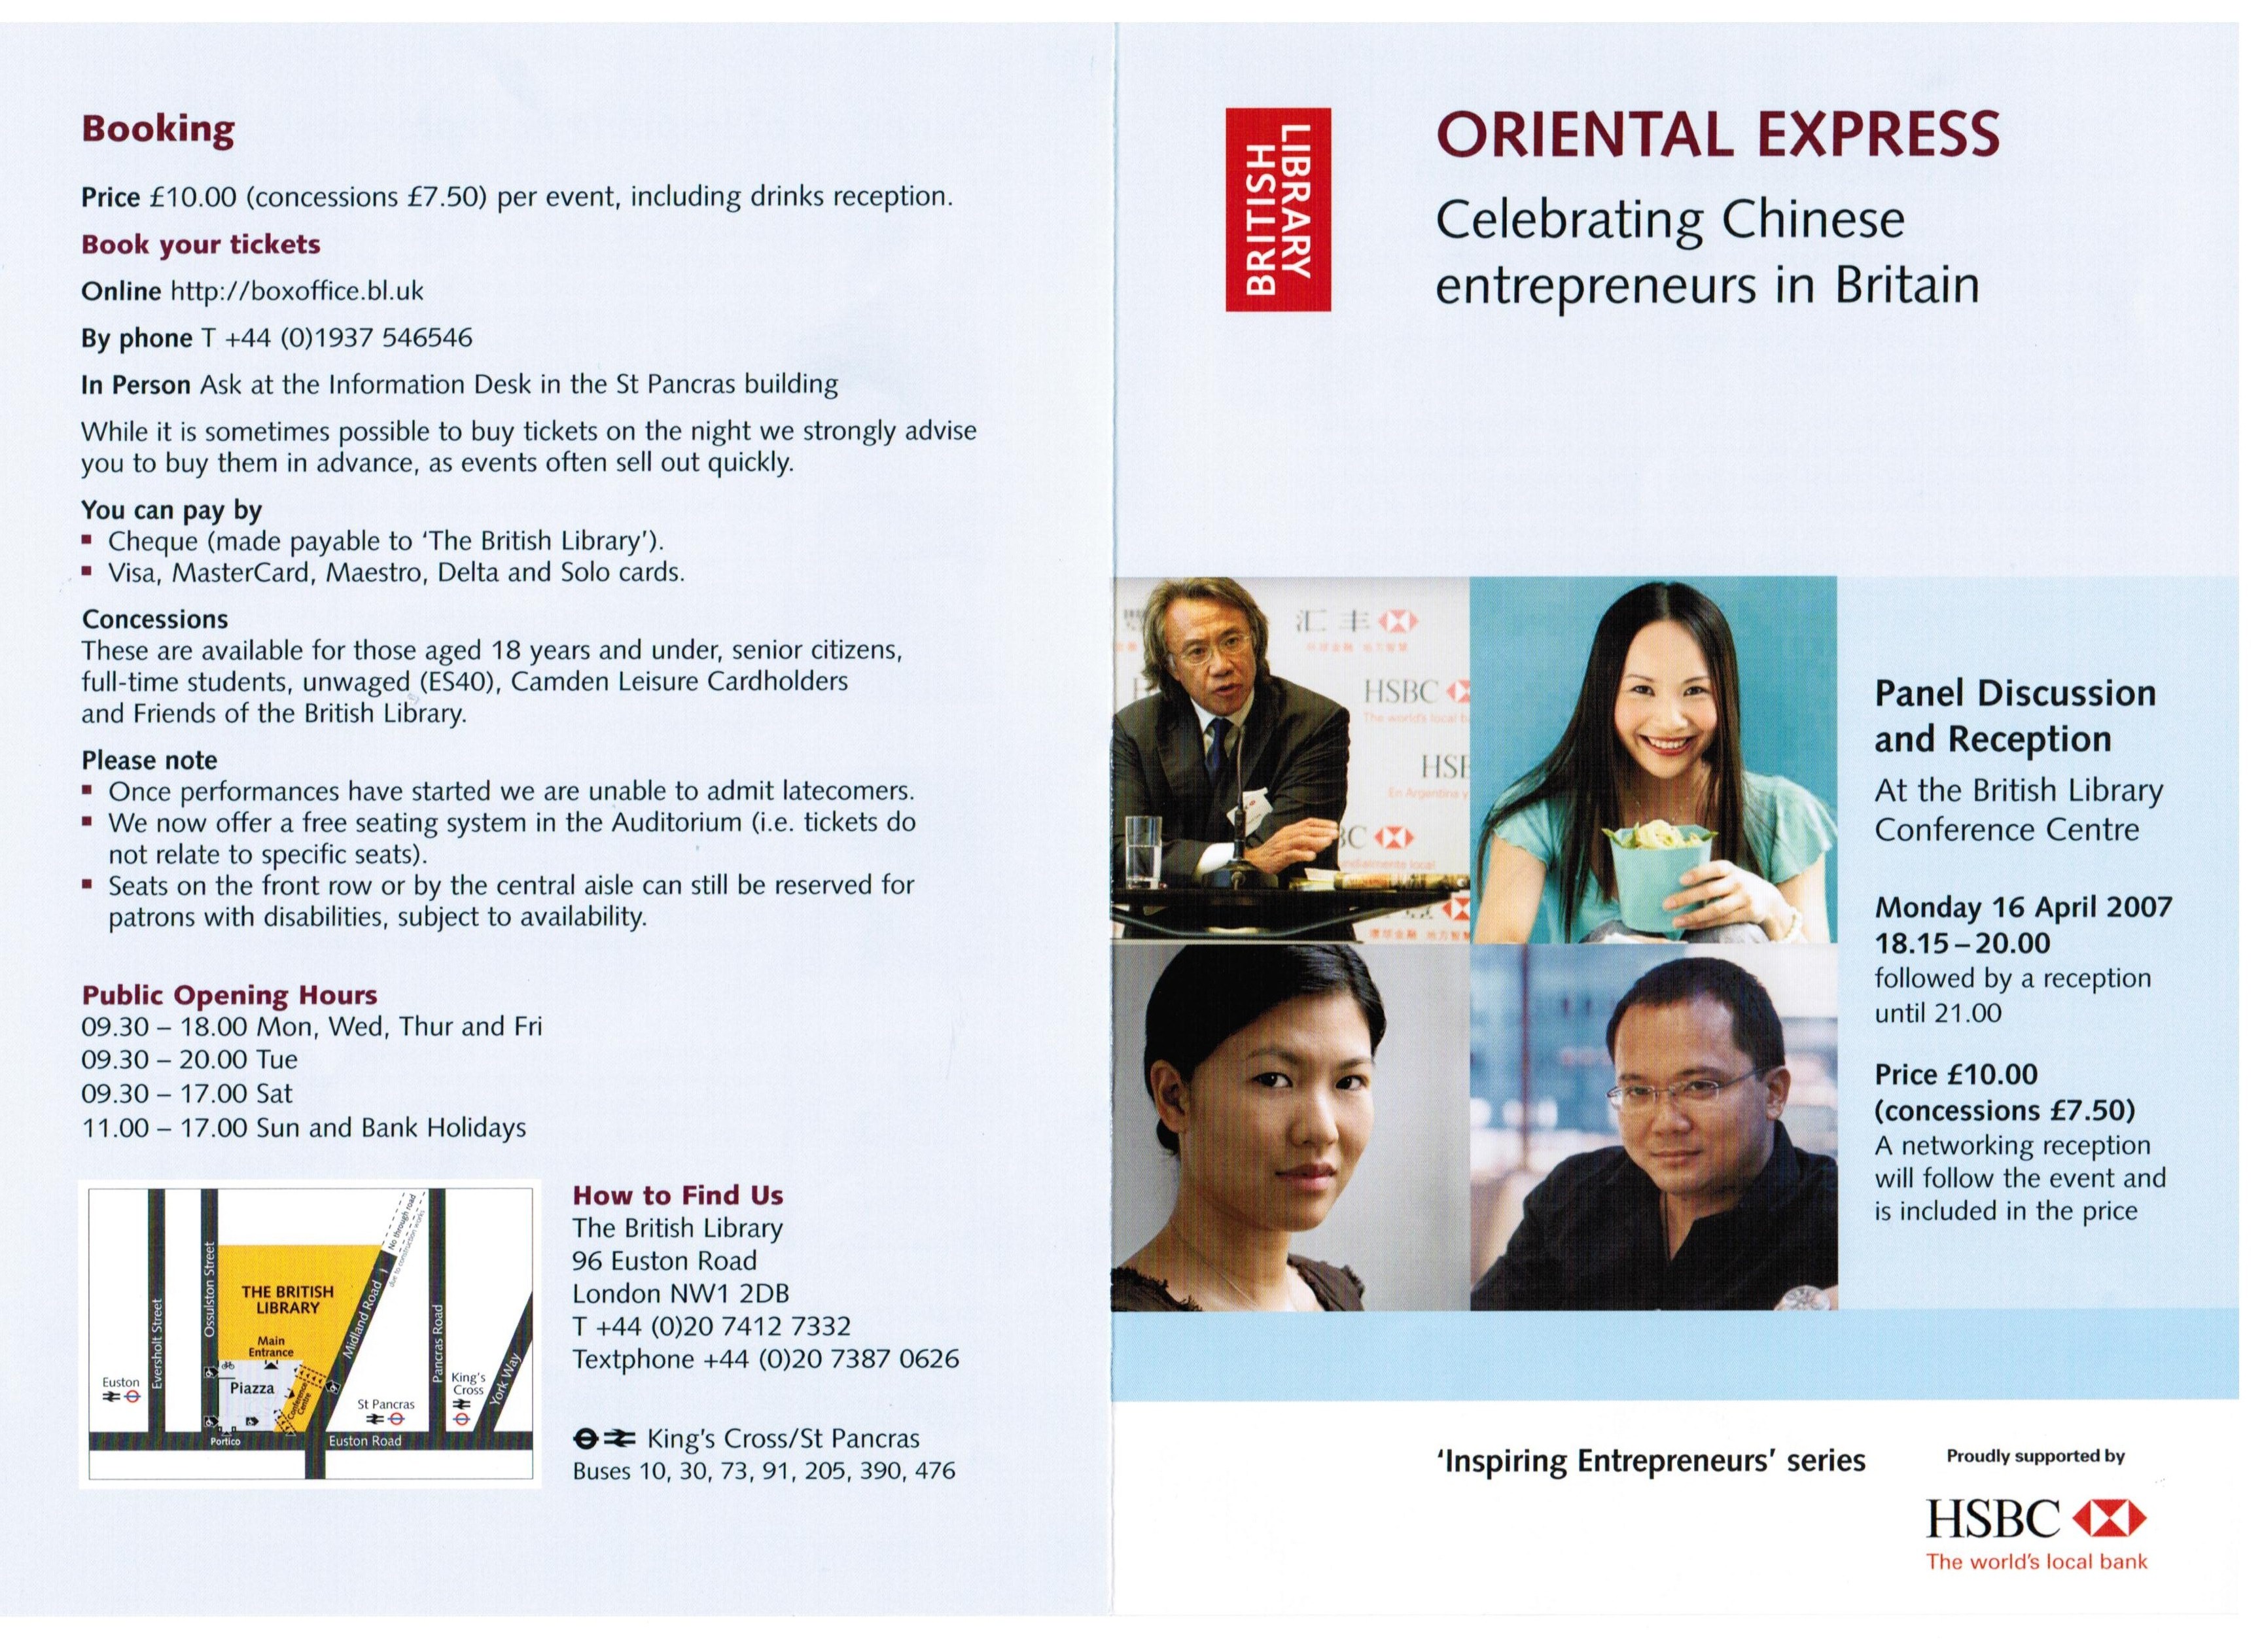 Booking
Price £10.00 (concessions £7.50) per event, including drinks reception.
Book your tickets
Online http://boxoffice.bl.uk
By phone T +44 (0)1937 546546
In Person Ask at the Information Desk in the St Pancras building
While it is sometimes possible to buy tickets on the night we strongly advise
you to buy them in advance, as events often sell out quickly.
You can pay by
Cheque (made payable to ‘The British Library’).
Visa, MasterCard, Maestro, Delta and Solo cards.
Concessions
These are available for those aged 18 years and under, senior citizens,
full-time students, unwaged (ES40), Camden Leisure Cardholders
and Friends of the British Library.
Please note
Once performances have started we are unable to admit latecomers.
We now offer a free seating system in the Auditorium (i.e. tickets do
not relate to specific seats).
Seats on the front row or by the central aisle can still be reserved for
patrons with disabilities, subject to availability.
Public Opening Hours
09.30 – 18.00 Mon, Wed, Thur and Fri
09.30 – 20.00 Tue
09.30 – 17.00 Sat
11.00 – 17.00 Sun and Bank Holidays
Eversholt Street
Ossulston Street
THE BRITISH
LIBRARY
Main
Entrance
Piazza
Conference
Centre
Midland Road
No through road
due to construction works
Pancras Road
York Way
Euston
St Pancras
King's
Cross
Portico
Euston Road
How to Find Us
The British Library
96 Euston Road
London NW1 2DB
T +44 (0)20 7412 7332
Textphone +44 (0)20 7387 0626
King's Cross/St Pancras
Buses 10, 30, 73, 91, 205, 390, 476
BRITISH
LIBRARY
ORIENTAL EXPRESS
Celebrating Chinese
entrepreneurs in Britain
汇丰
HSBC
The world's local
En Argentina y
Panel Discussion
and Reception
At the British Library
Conference Centre
Monday 16 April 2007
18.15 – 20.00
followed by a reception
until 21.00
Price £10.00
(concessions £7.50)
A networking reception
will follow the event and
is included in the price
‘Inspiring Entrepreneurs’ series
Proudly supported by
HSBC
The world's local bank